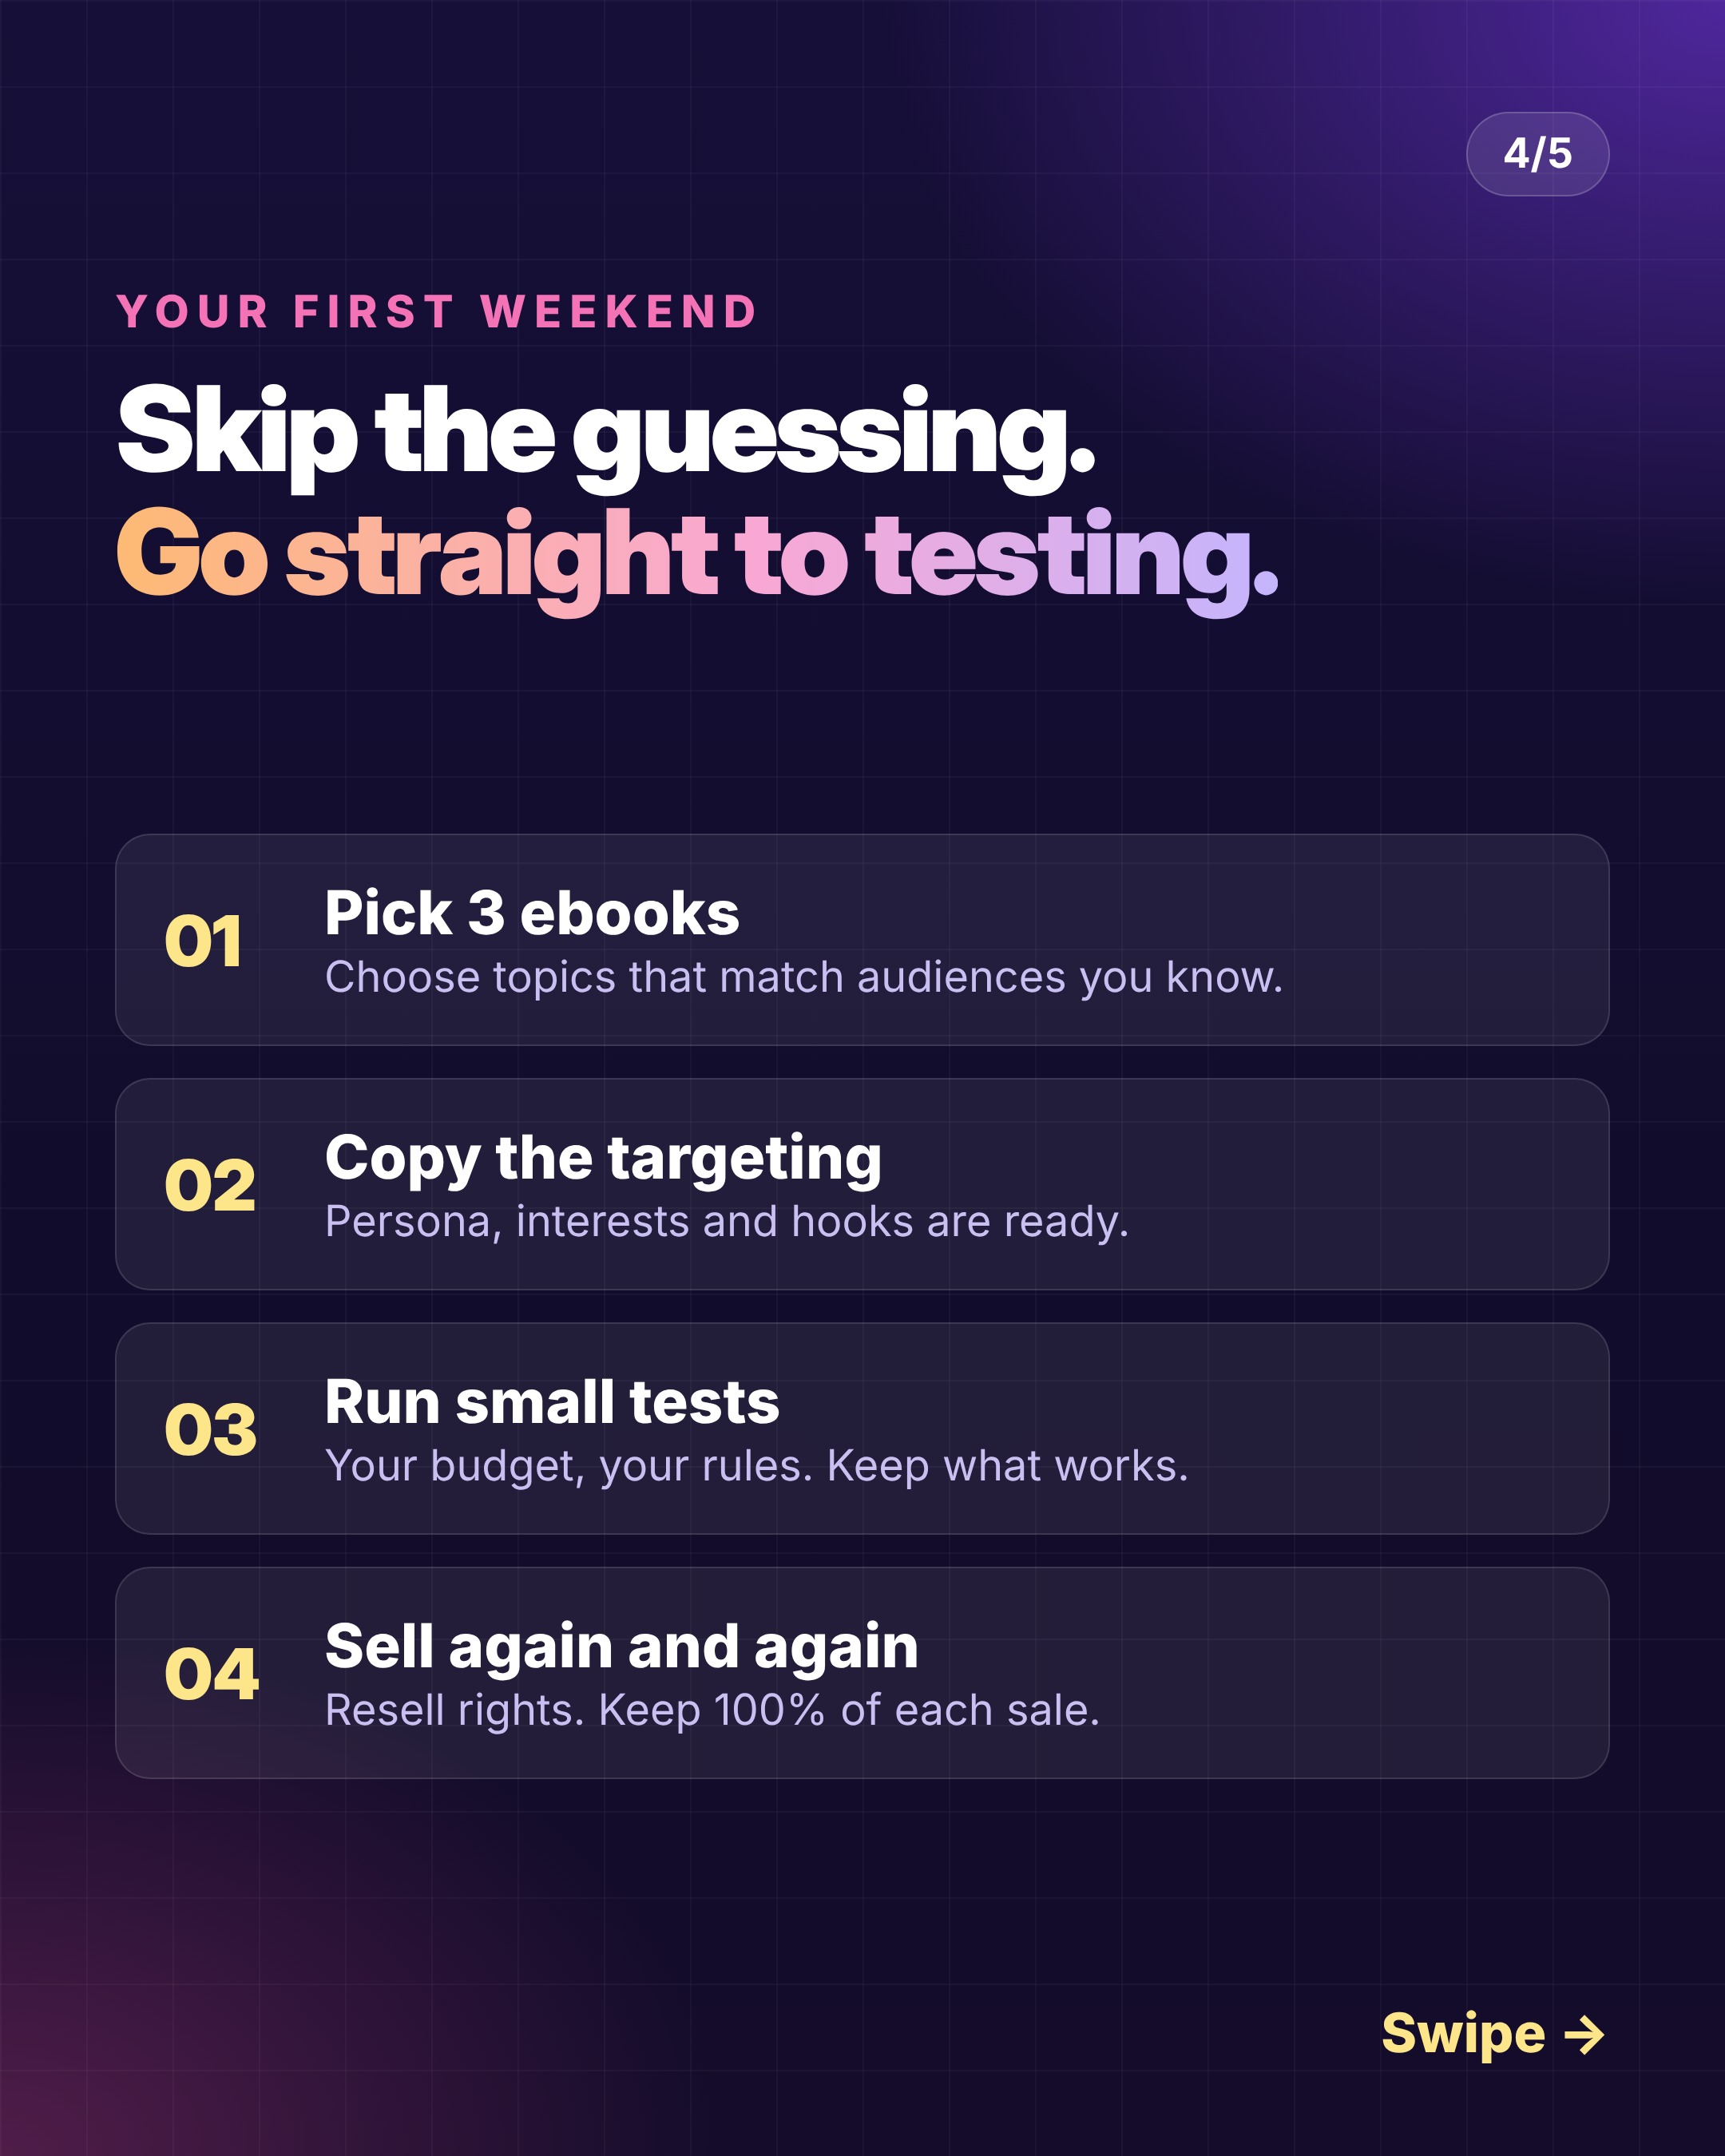 4/5
YOUR FIRST WEEKEND
Skip the guessing.
Go straight to testing.
01
Pick 3 ebooks
Choose topics that match audiences you know.
02
Copy the targeting
Persona, interests and hooks are ready.
03
Run small tests
Your budget, your rules. Keep what works.
04
Sell again and again
Resell rights. Keep 100% of each sale.
Swipe →